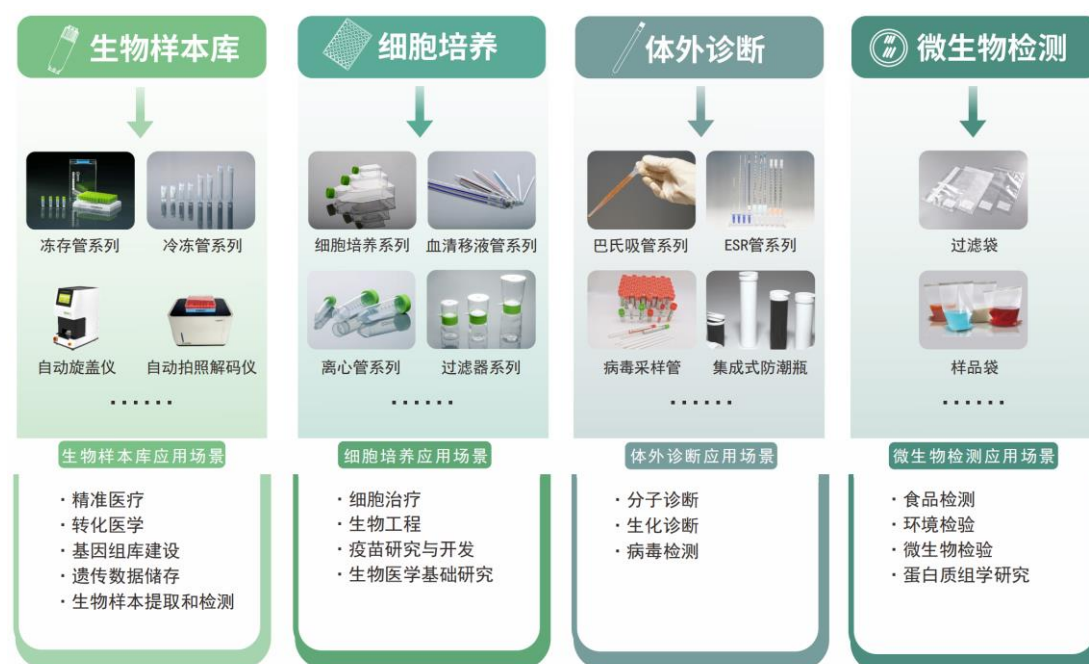 生物样本库
细胞培养
体外诊断
微生物检测
冻存管系列
冷冻管系列
自动旋盖仪
自动拍照解码仪
......
细胞培养系列
血清移液管系列
离心管系列
过滤器系列
......
巴氏吸管系列
ESR管系列
病毒采样管
集成式防潮瓶
......
过滤袋
样品袋
......
生物样本库应用场景
·精准医疗
·转化医学
·基因组库建设
·遗传数据储存
·生物样本提取和检测
细胞培养应用场景
·细胞治疗
·生物工程
·疫苗研究与开发
·生物医学基础研究
体外诊断应用场景
·分子诊断
·生化诊断
·病毒检测
微生物检测应用场景
·食品检测
·环境检验
·微生物检验
·蛋白质组学研究